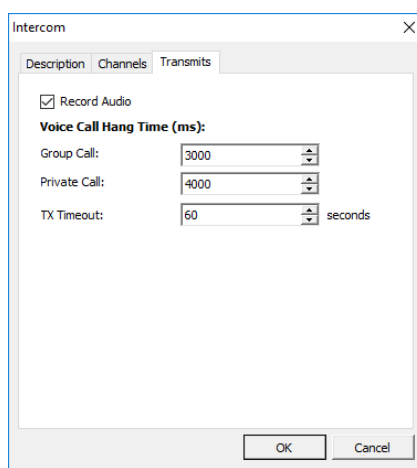 Intercom
Description Channels Transmits
Record Audio
Voice Call Hang Time (ms):
Group Call: 3000
Private Call: 4000
TX Timeout: 60 seconds
OK Cancel